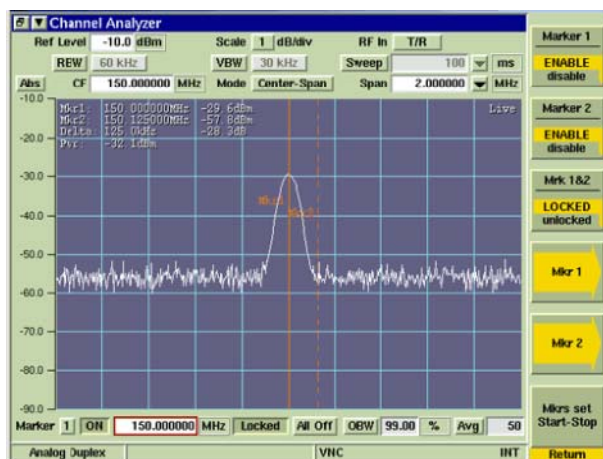 Channel Analyzer
Ref Level -10.0 dBm Scale 1 dB/div RF In T/R
REW 60 kHz VBW 30 kHz Sweep 100 ms
Abs CF 150.000000 MHz Mode Center-Span Span 2.000000 MHz
Mkr1: 150.000000MHz -29.6dBm
Mkr2: 150.125000MHz -57.8dBm
Delta: 125.0kHz -28.3dB
Pwr: -32.1dBm
Live
-10.0
-20.0
-30.0
-40.0
-50.0
-60.0
-70.0
-80.0
-90.0
Mkr1
Mkr2
Marker 1 ON 150.000000 MHz Locked All Off OBW 99.00 % Avg 50
Analog Duplex VNC INT
Marker 1
ENABLE
disable
Marker 2
ENABLE
disable
Mrk 1&2
LOCKED
unlocked
Mkr 1
Mkr 2
Mkrs set
Start-Stop
Return